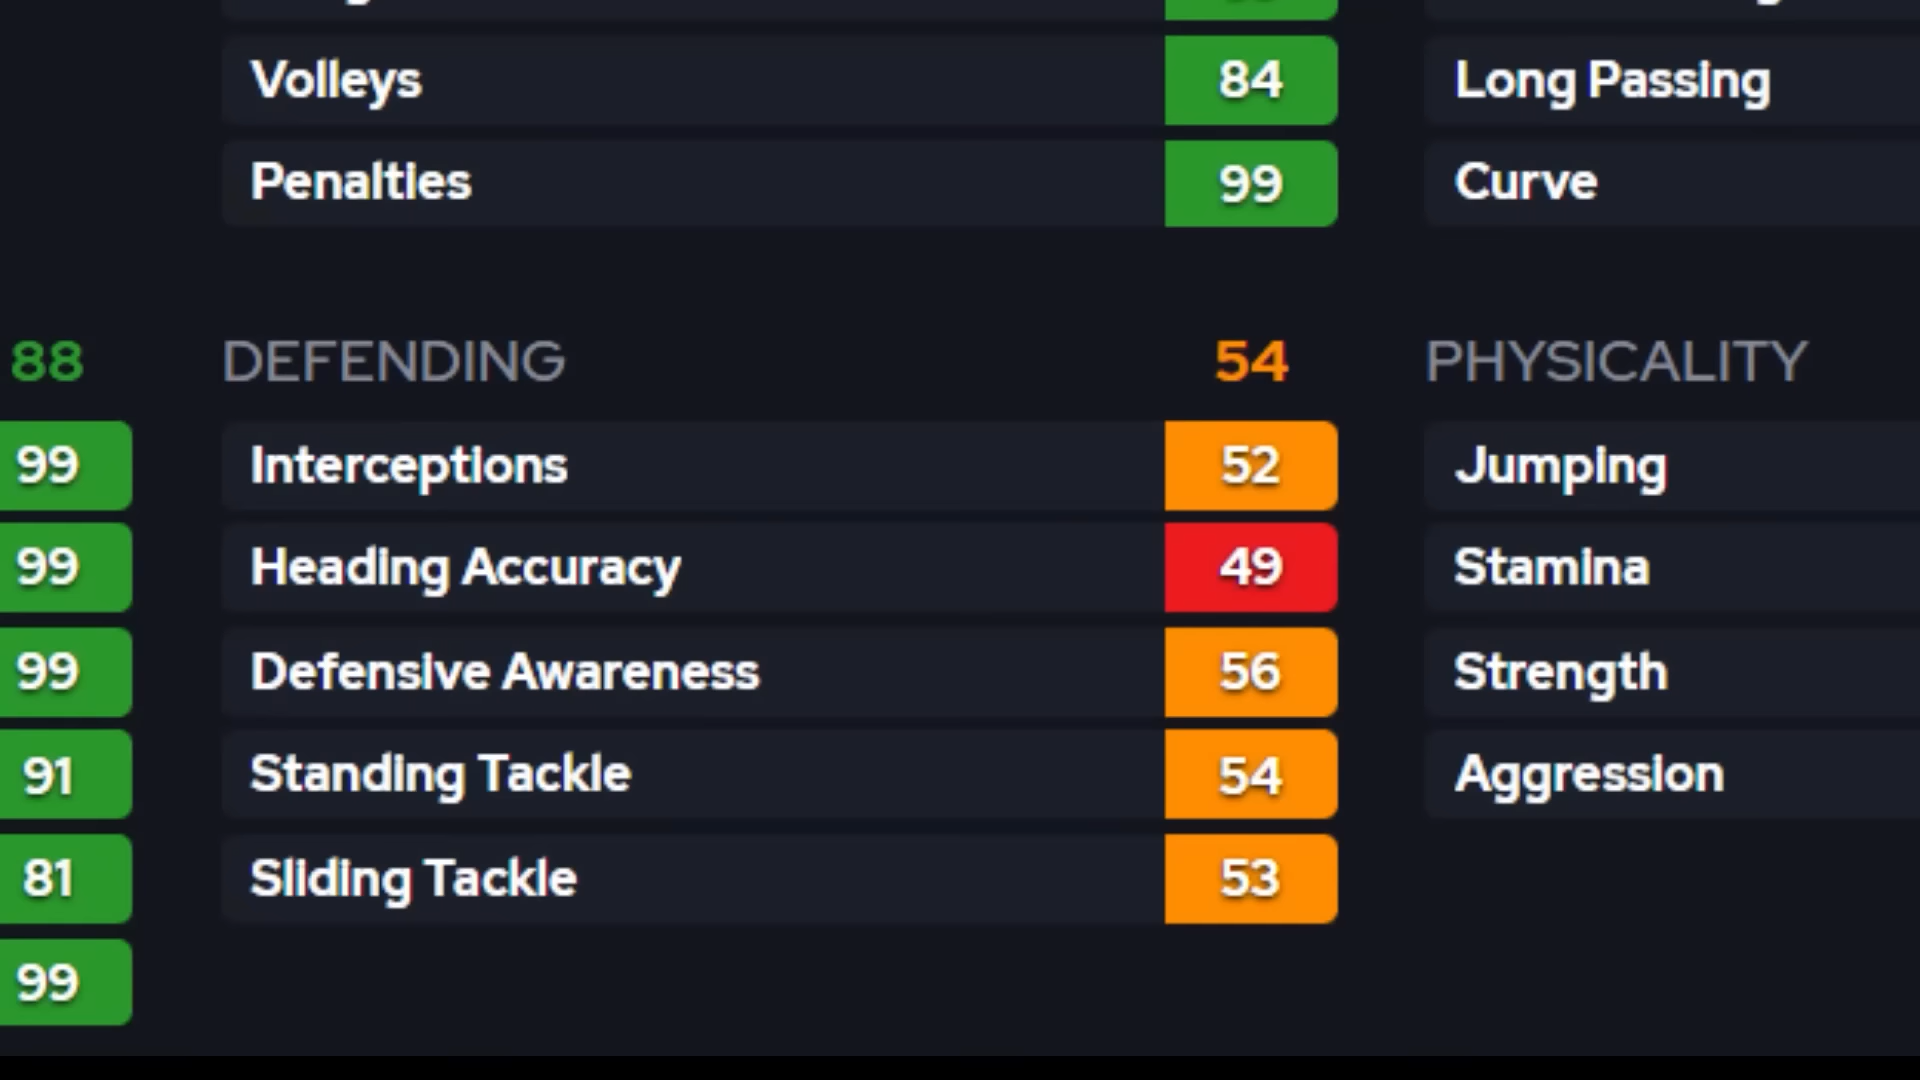 Volleys 84 Long Passing
Penalties 99 Curve
88 DEFENDING 54 PHYSICALITY
99 Interceptions 52 Jumping
99 Heading Accuracy 49 Stamina
99 Defensive Awareness 56 Strength
91 Standing Tackle 54 Aggression
81 Sliding Tackle 53
99